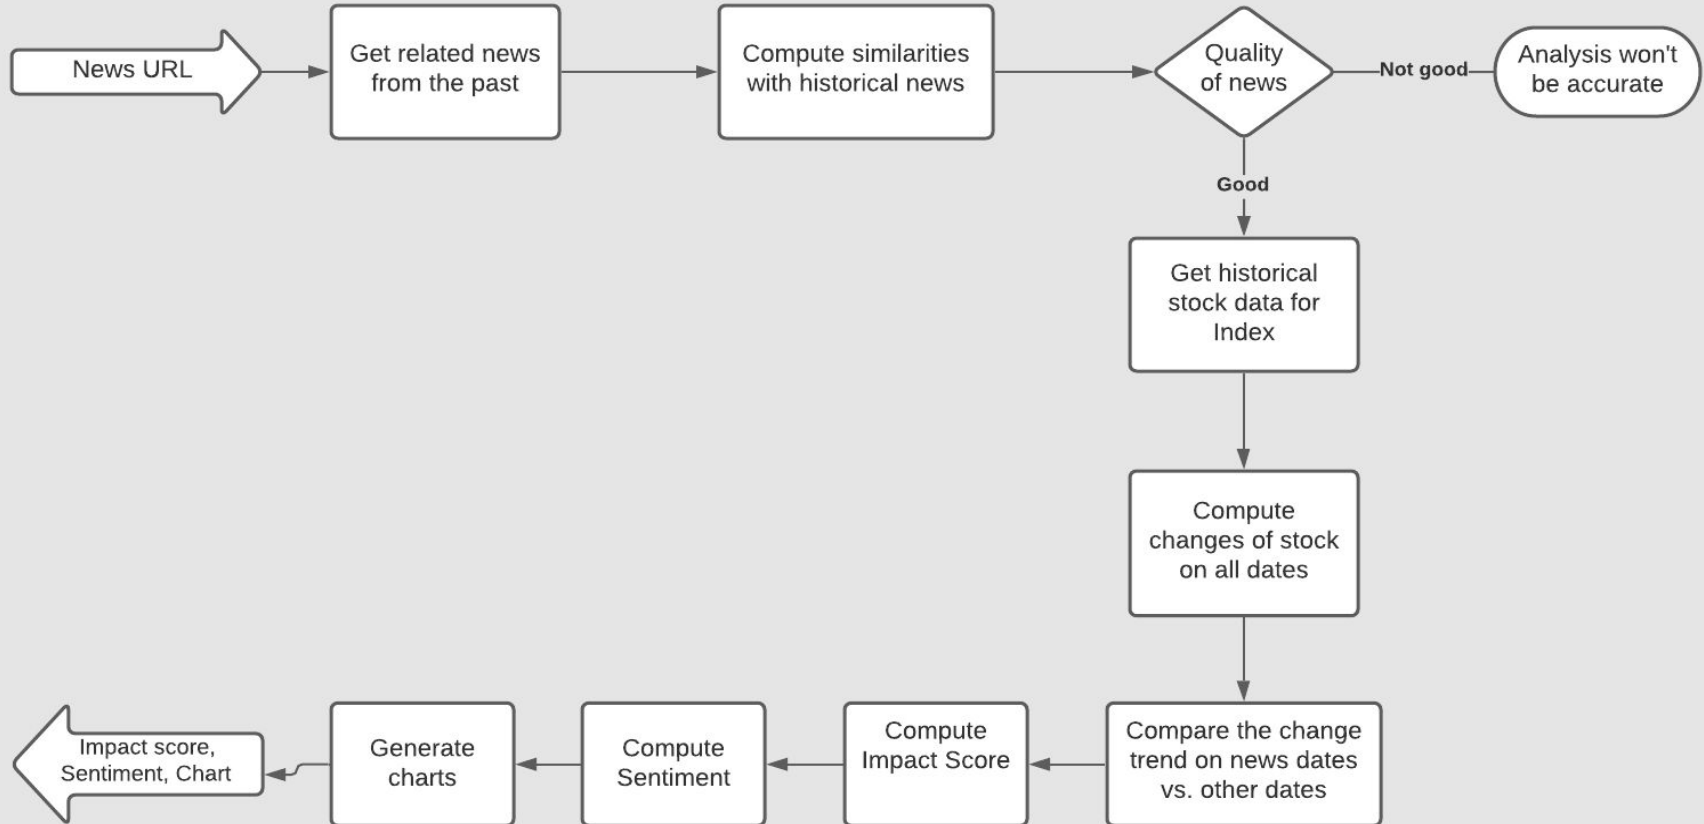 News URL
Get related news
from the past
Compute similarities
with historical news
Quality
of news
Not good
Analysis won't
be accurate
Good
Get historical
stock data for
Index
Compute
changes of stock
on all dates
Compare the change
trend on news dates
vs. other dates
Compute
Impact Score
Compute
Sentiment
Generate
charts
Impact score,
Sentiment, Chart